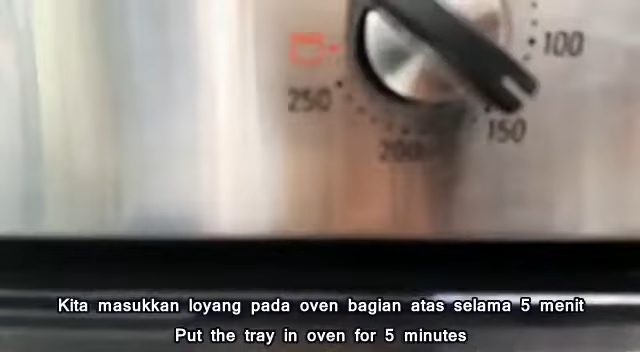 100
250
150
200
Kita masukkan loyang pada oven bagian atas selama 5 menit
Put the tray in oven for 5 minutes